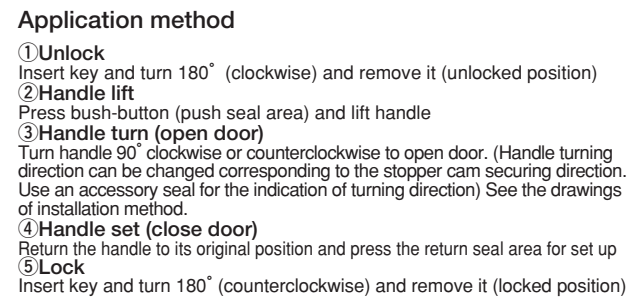 Application method
①Unlock
Insert key and turn 180˚ (clockwise) and remove it (unlocked position)
②Handle lift
Press bush-button (push seal area) and lift handle
③Handle turn (open door)
Turn handle 90˚ clockwise or counterclockwise to open door. (Handle turning
direction can be changed corresponding to the stopper cam securing direction.
Use an accessory seal for the indication of turning direction) See the drawings
of installation method.
④Handle set (close door)
Return the handle to its original position and press the return seal area for set up
⑤Lock
Insert key and turn 180˚ (counterclockwise) and remove it (locked position)